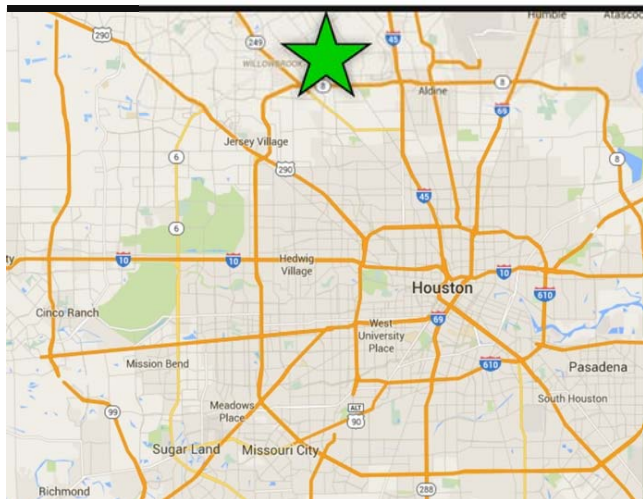 Humble
Atascoc
290
249
45
WILLOWBROOK
8
8
Aldine
69
Jersey Village
6
290
8
45
6
ty
10
10
Hedwig
Village
10
Houston
610
Cinco Ranch
69
West
University
Place
Mission Bend
610
Pasadena
99
Meadows
Place
ALT
90
South Houston
Sugar Land
Missouri City
Richmond
288